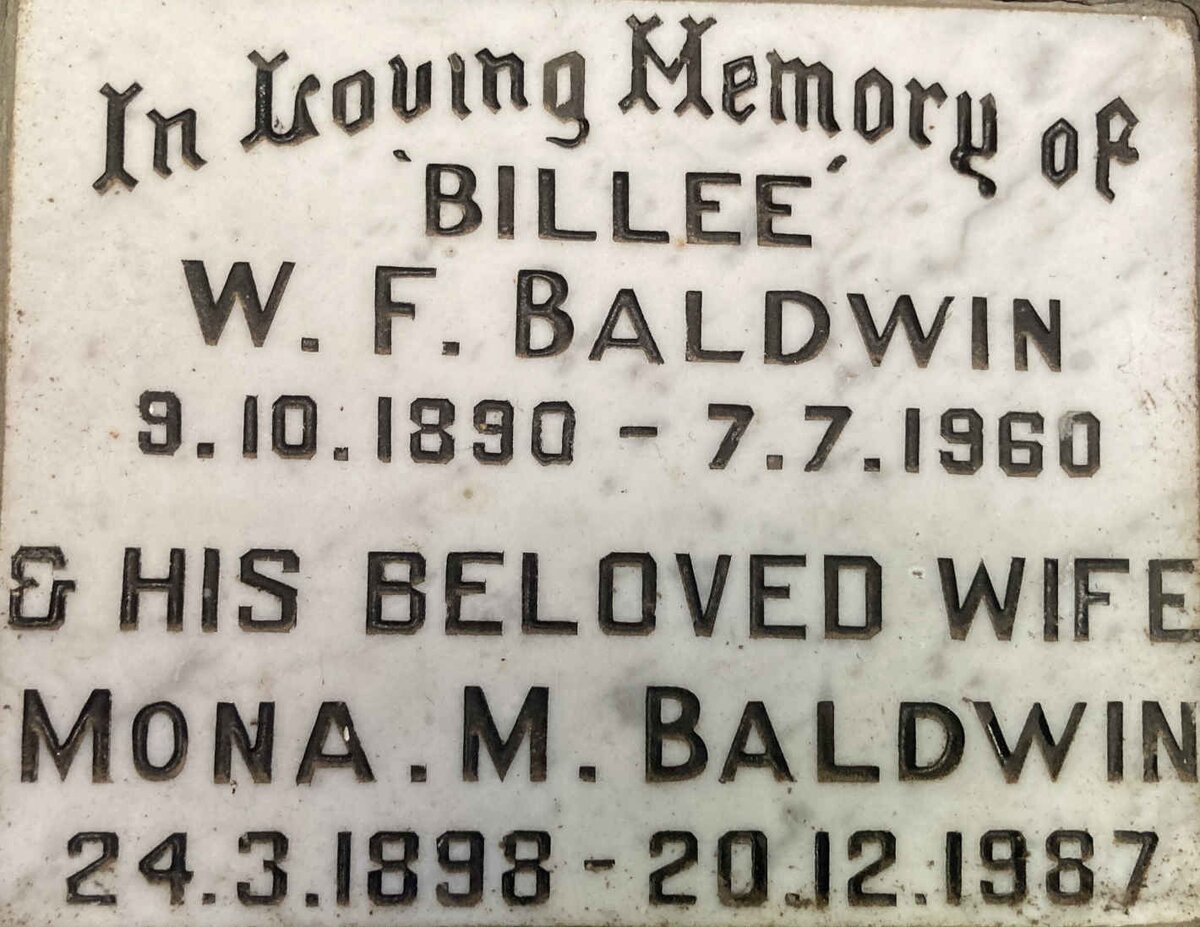 In Loving Memory of
‵BILLEE′
W. F. BALDWIN
9.10.1890 - 7.7.1960
& HIS BELOVED WIFE
MONA.M. BALDWIN
24.3.1898 - 20.12.1987